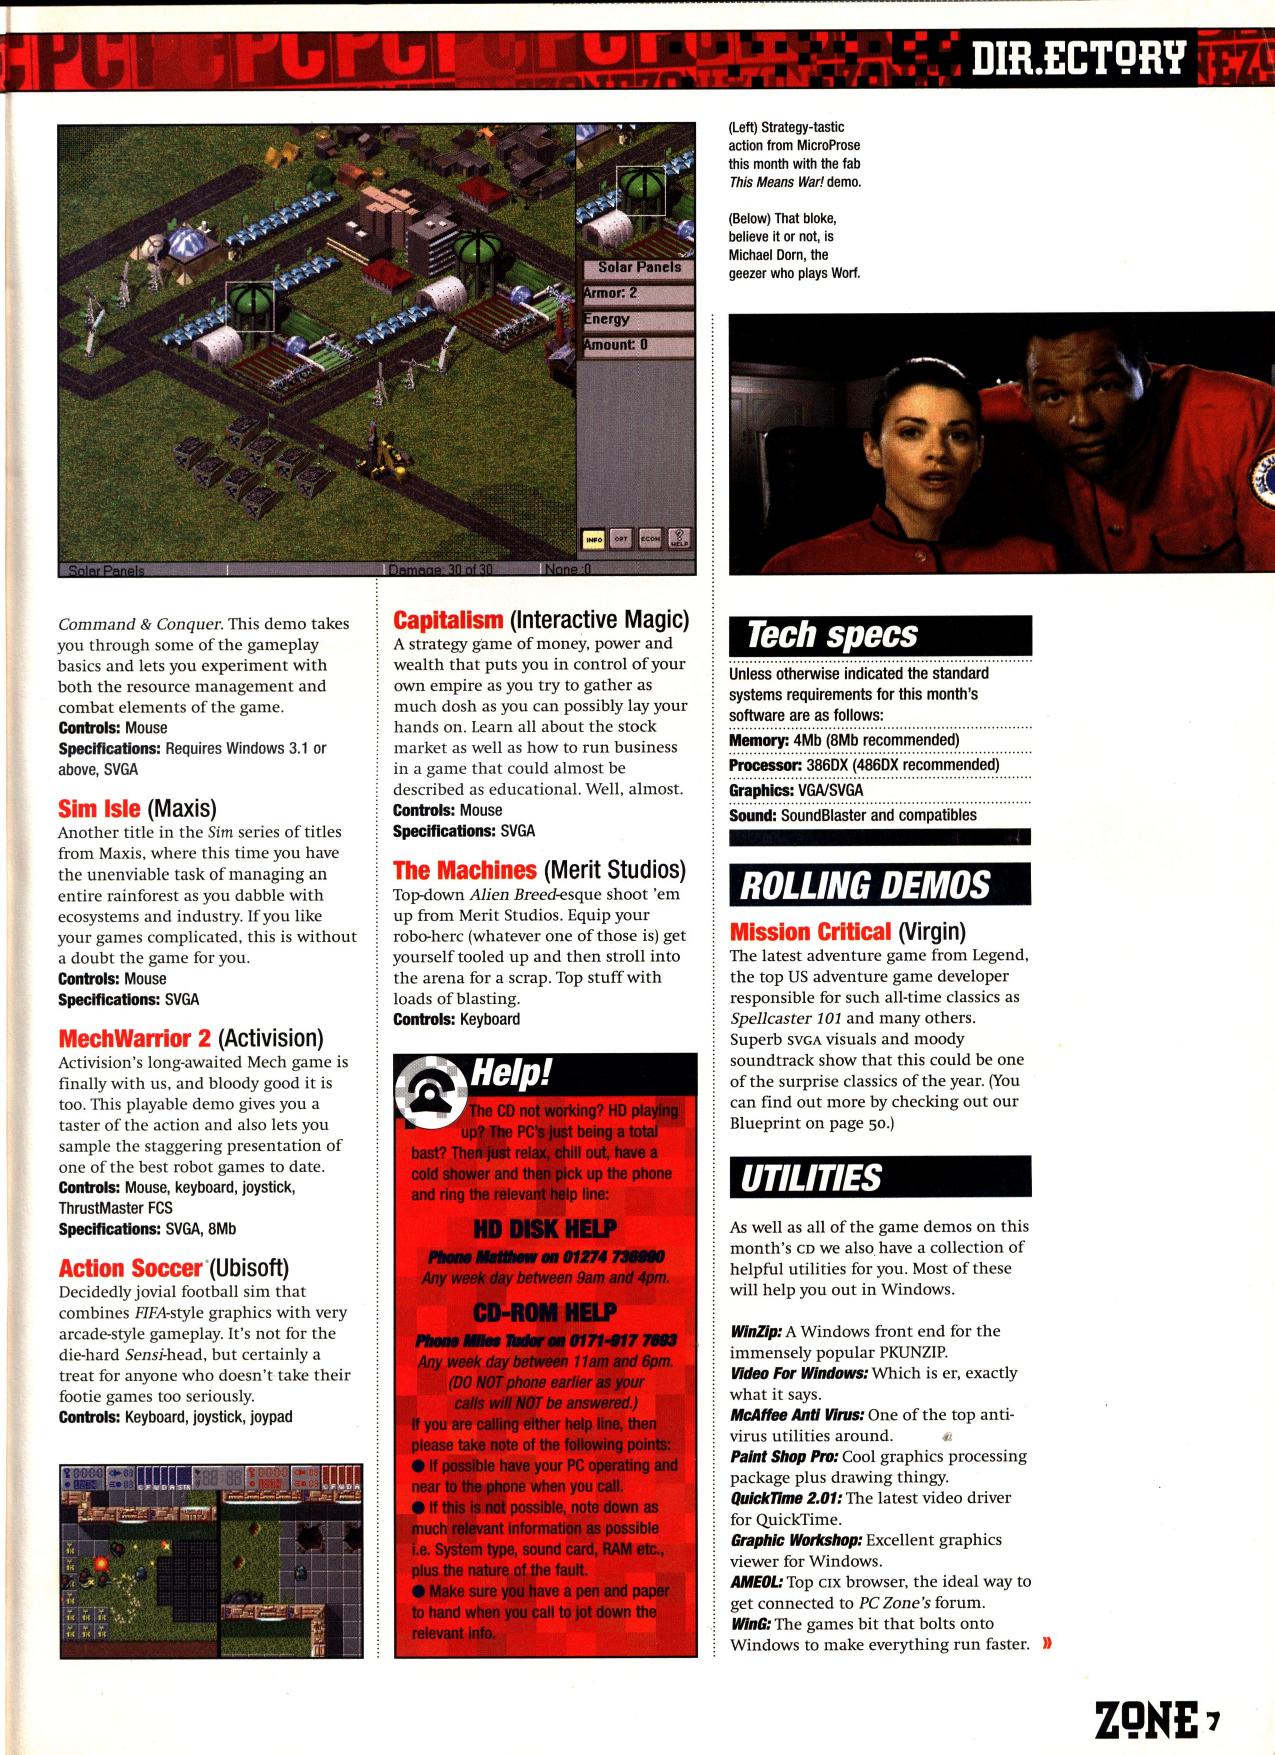 DIR.ECTORY
(Left) Strategy-tastic
action from MicroProse
this month with the fab
This Means War! demo.
(Below) That bloke,
believe it or not, is
Michael Dorn, the
geezer who plays Worf.
Solar Panels
Armor: 2
Energy
Amount: 0
INFO OPT ECON ? HELP
Solar Panels Damage: 30 of 30 None :0
Command & Conquer. This demo takes
you through some of the gameplay
basics and lets you experiment with
both the resource management and
combat elements of the game.
Controls: Mouse
Specifications: Requires Windows 3.1 or
above, SVGA
Sim Isle (Maxis)
Another title in the Sim series of titles
from Maxis, where this time you have
the unenviable task of managing an
entire rainforest as you dabble with
ecosystems and industry. If you like
your games complicated, this is without
a doubt the game for you.
Controls: Mouse
Specifications: SVGA
MechWarrior 2 (Activision)
Activision's long-awaited Mech game is
finally with us, and bloody good it is
too. This playable demo gives you a
taster of the action and also lets you
sample the staggering presentation of
one of the best robot games to date.
Controls: Mouse, keyboard, joystick,
ThrustMaster FCS
Specifications: SVGA, 8Mb
Action Soccer (Ubisoft)
Decidedly jovial football sim that
combines FIFA-style graphics with very
arcade-style gameplay. It's not for the
die-hard Sensi-head, but certainly a
treat for anyone who doesn't take their
footie games too seriously.
Controls: Keyboard, joystick, joypad
Capitalism (Interactive Magic)
A strategy game of money, power and
wealth that puts you in control of your
own empire as you try to gather as
much dosh as you can possibly lay your
hands on. Learn all about the stock
market as well as how to run business
in a game that could almost be
described as educational. Well, almost.
Controls: Mouse
Specifications: SVGA
The Machines (Merit Studios)
Top-down Alien Breed-esque shoot 'em
up from Merit Studios. Equip your
robo-herc (whatever one of those is) get
yourself tooled up and then stroll into
the arena for a scrap. Top stuff with
loads of blasting.
Controls: Keyboard
Help!
The CD not working? HD playing
up? The PC's just being a total
bast? Then just relax, chill out, have a
cold shower and then pick up the phone
and ring the relevant help line:
HD DISK HELP
Phone Matthew on 01274 736990
Any week day between 9am and 4pm.
CD-ROM HELP
Phone Miles Tudor on 0171-917 7693
Any week day between 11am and 6pm.
(DO NOT phone earlier as your
calls will NOT be answered.)
If you are calling either help line, then
please take note of the following points:
● If possible have your PC operating and
near to the phone when you call.
● If this is not possible, note down as
much relevant information as possible
i.e. System type, sound card, RAM etc.,
plus the nature of the fault.
● Make sure you have a pen and paper
to hand when you call to jot down the
relevant info.
Tech specs
Unless otherwise indicated the standard
systems requirements for this month's
software are as follows:
Memory: 4Mb (8Mb recommended)
Processor: 386DX (486DX recommended)
Graphics: VGA/SVGA
Sound: SoundBlaster and compatibles
ROLLING DEMOS
Mission Critical (Virgin)
The latest adventure game from Legend,
the top US adventure game developer
responsible for such all-time classics as
Spellcaster 101 and many others.
Superb SVGA visuals and moody
soundtrack show that this could be one
of the surprise classics of the year. (You
can find out more by checking out our
Blueprint on page 50.)
UTILITIES
As well as all of the game demos on this
month's CD we also have a collection of
helpful utilities for you. Most of these
will help you out in Windows.
WinZip: A Windows front end for the
immensely popular PKUNZIP.
Video For Windows: Which is er, exactly
what it says.
McAffee Anti Virus: One of the top anti-
virus utilities around.
Paint Shop Pro: Cool graphics processing
package plus drawing thingy.
QuickTime 2.01: The latest video driver
for QuickTime.
Graphic Workshop: Excellent graphics
viewer for Windows.
AMEOL: Top CIX browser, the ideal way to
get connected to PC Zone's forum.
WinG: The games bit that bolts onto
Windows to make everything run faster. »
ZONE 7